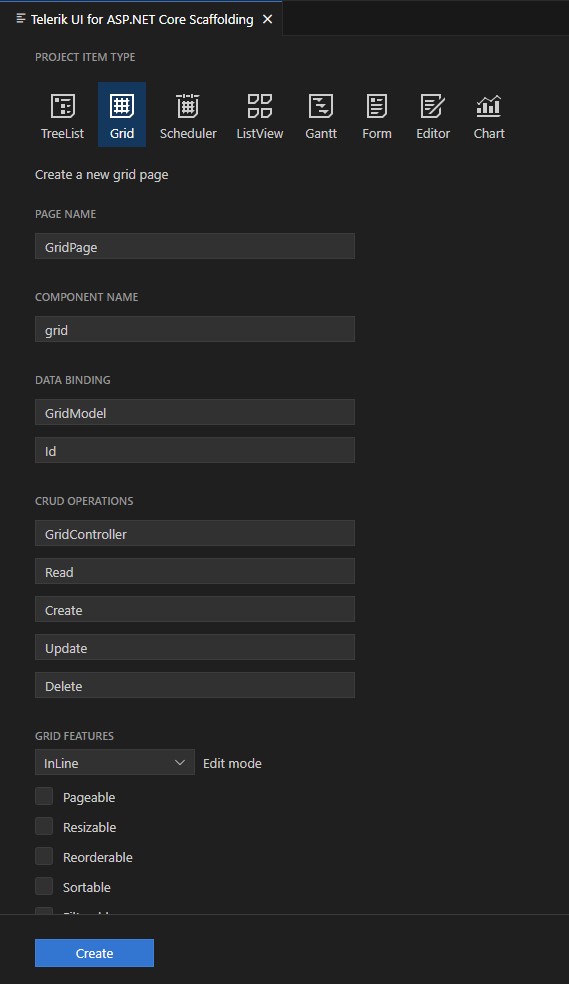 Telerik UI for ASP.NET Core Scaffolding
PROJECT ITEM TYPE
TreeList Grid Scheduler ListView Gantt Form Editor Chart
Create a new grid page
PAGE NAME
GridPage
COMPONENT NAME
grid
DATA BINDING
GridModel
Id
CRUD OPERATIONS
GridController
Read
Create
Update
Delete
GRID FEATURES
InLine Edit mode
Pageable
Resizable
Reorderable
Sortable
Create